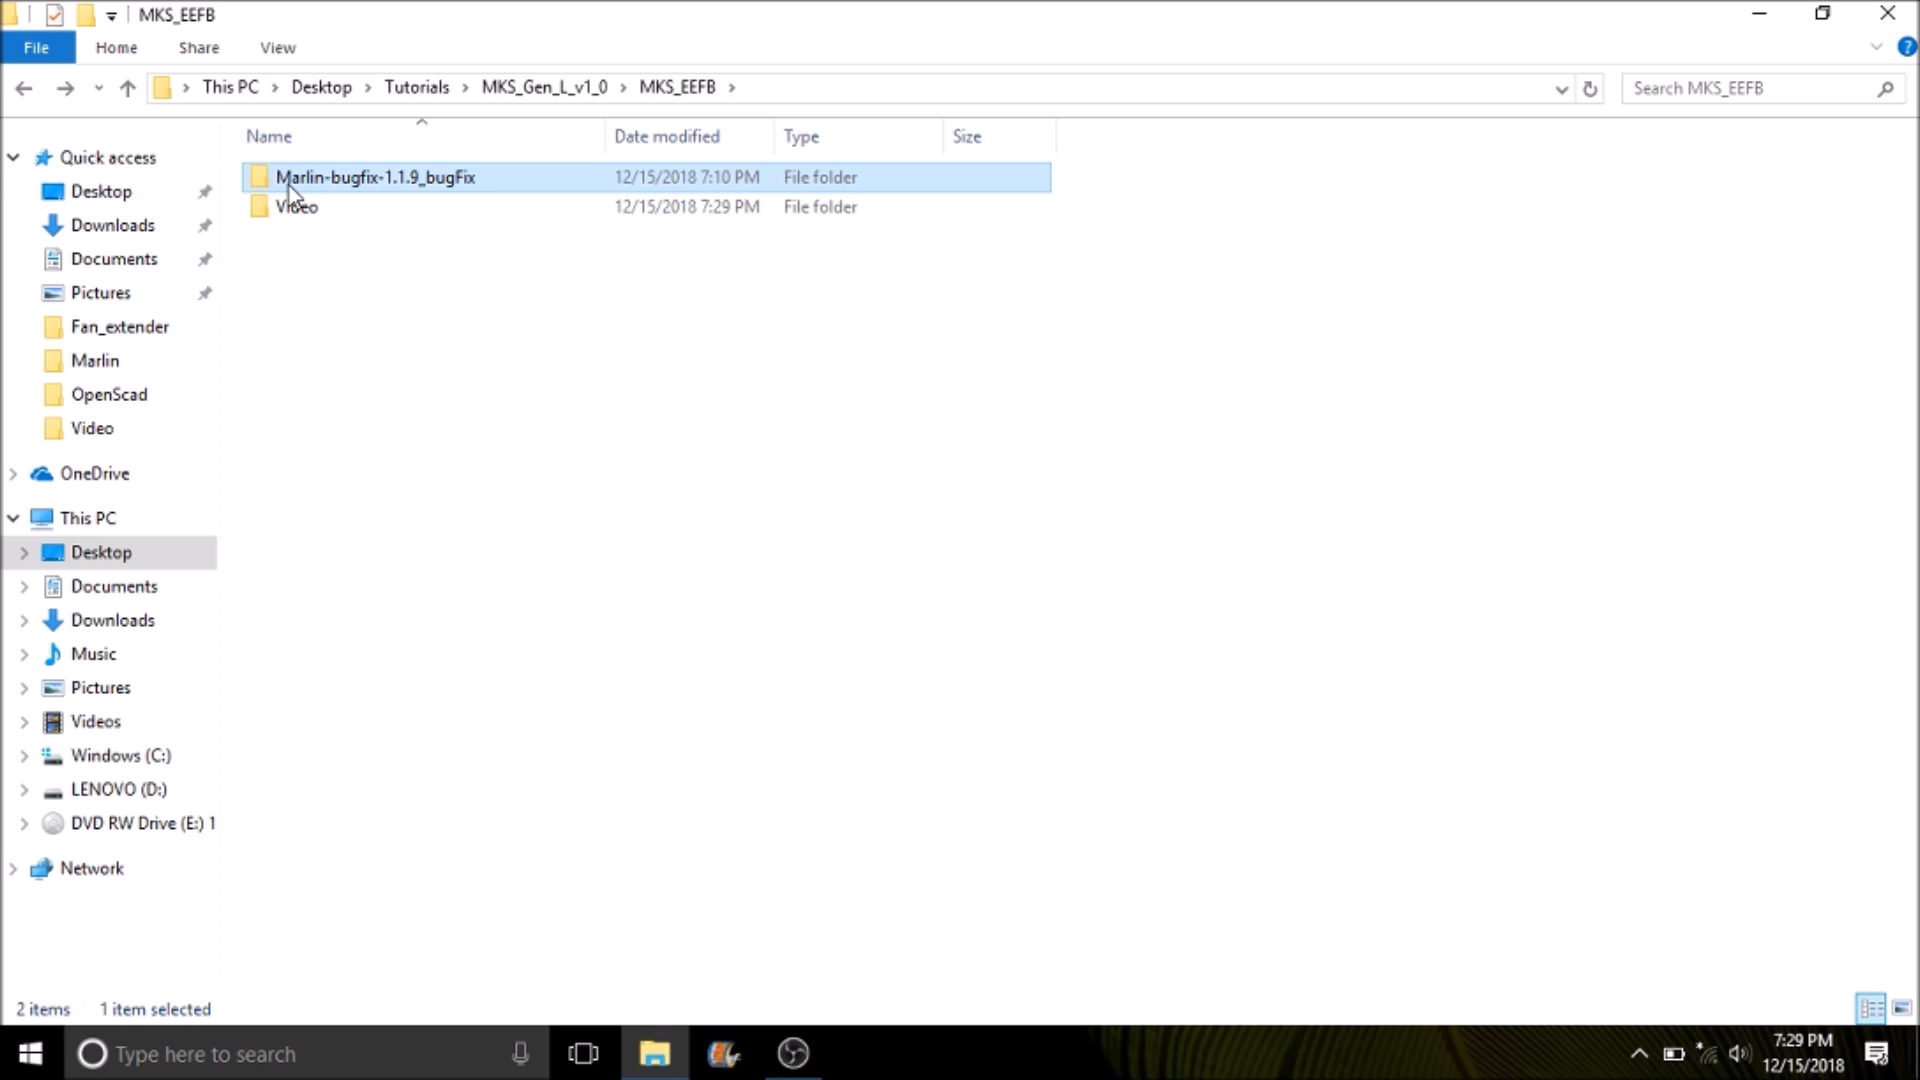 MKS_EEFB
File Home Share View
This PC Desktop Tutorials MKS_Gen_L_v1_0 MKS_EEFB
Search MKS_EEFB
Name Date modified Type Size
Marlin-bugfix-1.1.9_bugFix 12/15/2018 7:10 PM File folder
Video 12/15/2018 7:29 PM File folder
Quick access
Desktop
Downloads
Documents
Pictures
Fan_extender
Marlin
OpenScad
Video
OneDrive
This PC
Desktop
Documents
Downloads
Music
Pictures
Videos
Windows (C:)
LENOVO (D:)
DVD RW Drive (E:) 1
Network
2 items 1 item selected
Type here to search
7:29 PM
12/15/2018